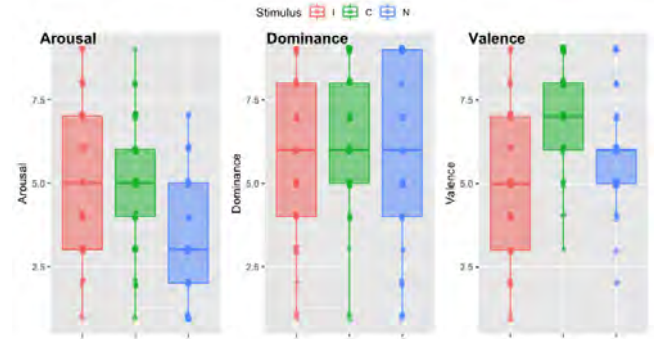 Stimulus I C N
Arousal Dominance Valence
7.5 7.5 7.5
Arousal Dominance Valence
5.0 5.0 5.0
2.5 2.5 2.5